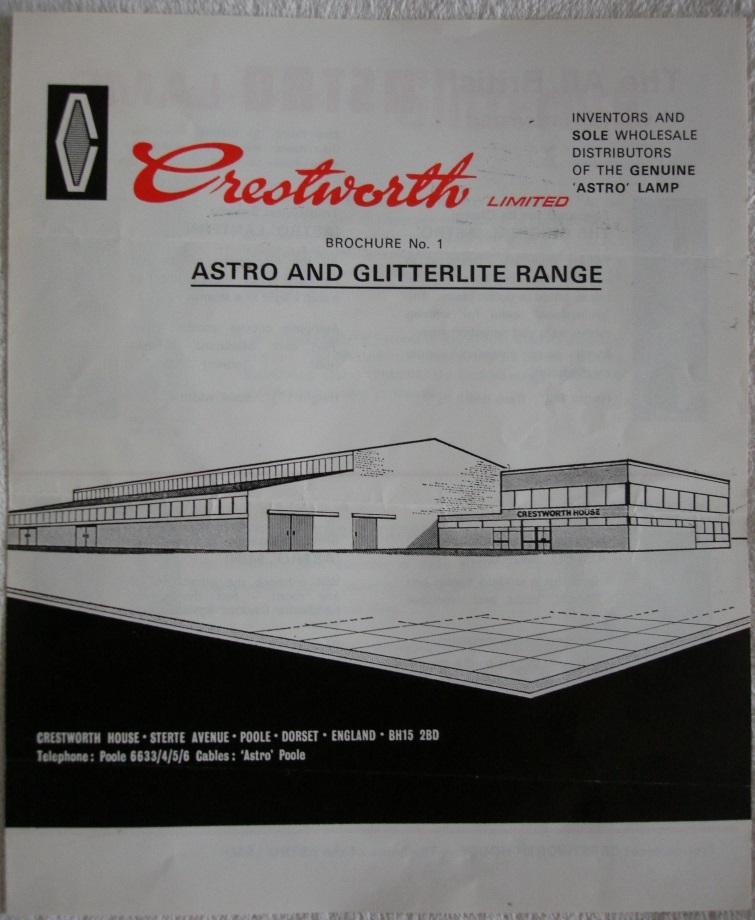 Crestworth LIMITED
INVENTORS AND
SOLE WHOLESALE
DISTRIBUTORS
OF THE GENUINE
'ASTRO' LAMP
BROCHURE No. 1
ASTRO AND GLITTERLITE RANGE
CRESTWORTH HOUSE
CRESTWORTH HOUSE · STERTE AVENUE · POOLE · DORSET · ENGLAND · BH15 2BD
Telephone: Poole 6633/4/5/6 Cables: 'Astro' Poole